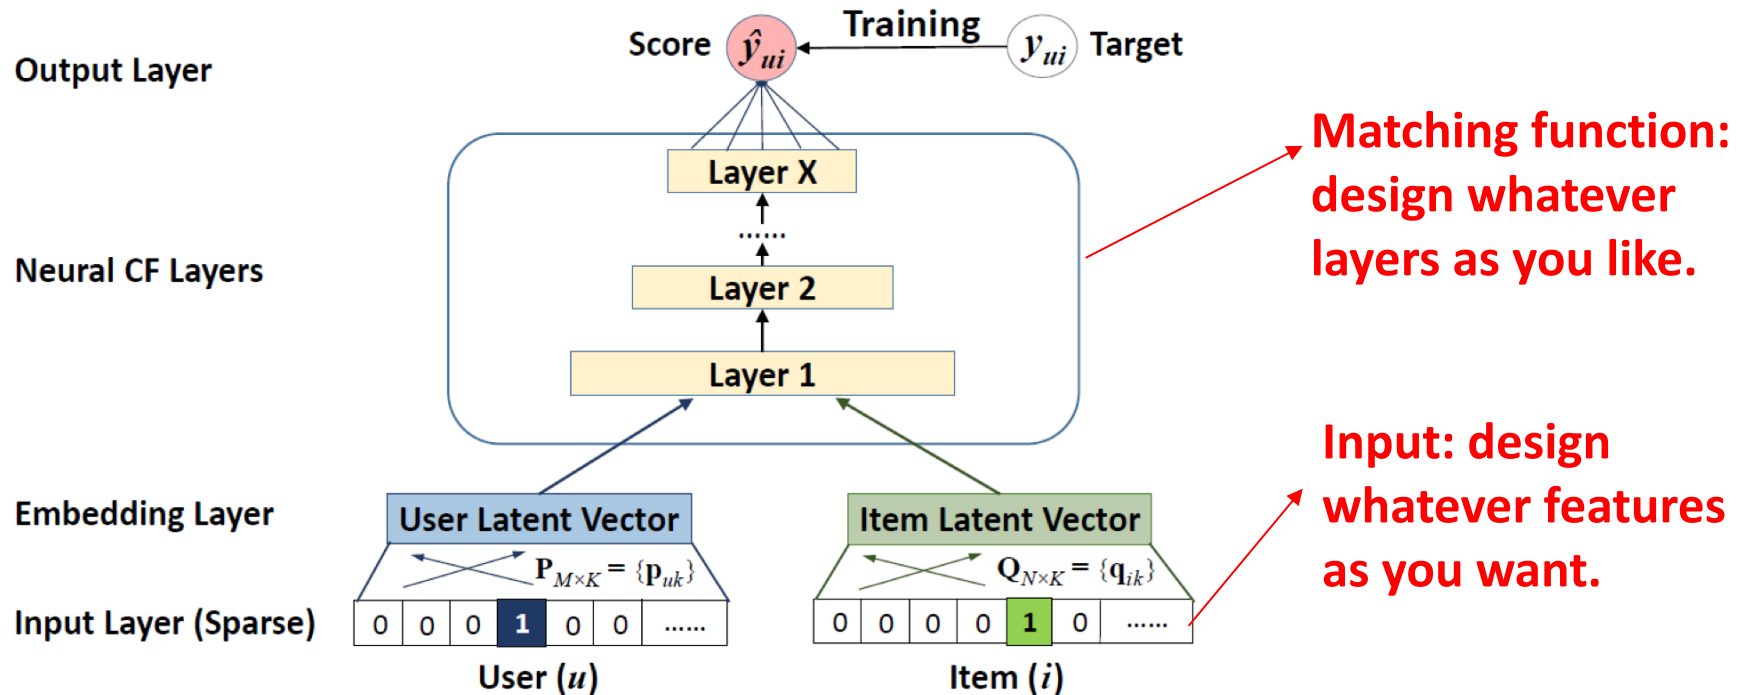 Score ŷ_ui Training y_ui Target
Output Layer
Matching function:
design whatever
layers as you like.
Layer X
......
Neural CF Layers
Layer 2
Layer 1
Input: design
whatever features
as you want.
Embedding Layer
User Latent Vector
Item Latent Vector
P_{M×K} = {p_{uk}}
Q_{N×K} = {q_{ik}}
Input Layer (Sparse)
0 0 0 1 0 0 ......
0 0 0 0 1 0 ......
User (u)
Item (i)